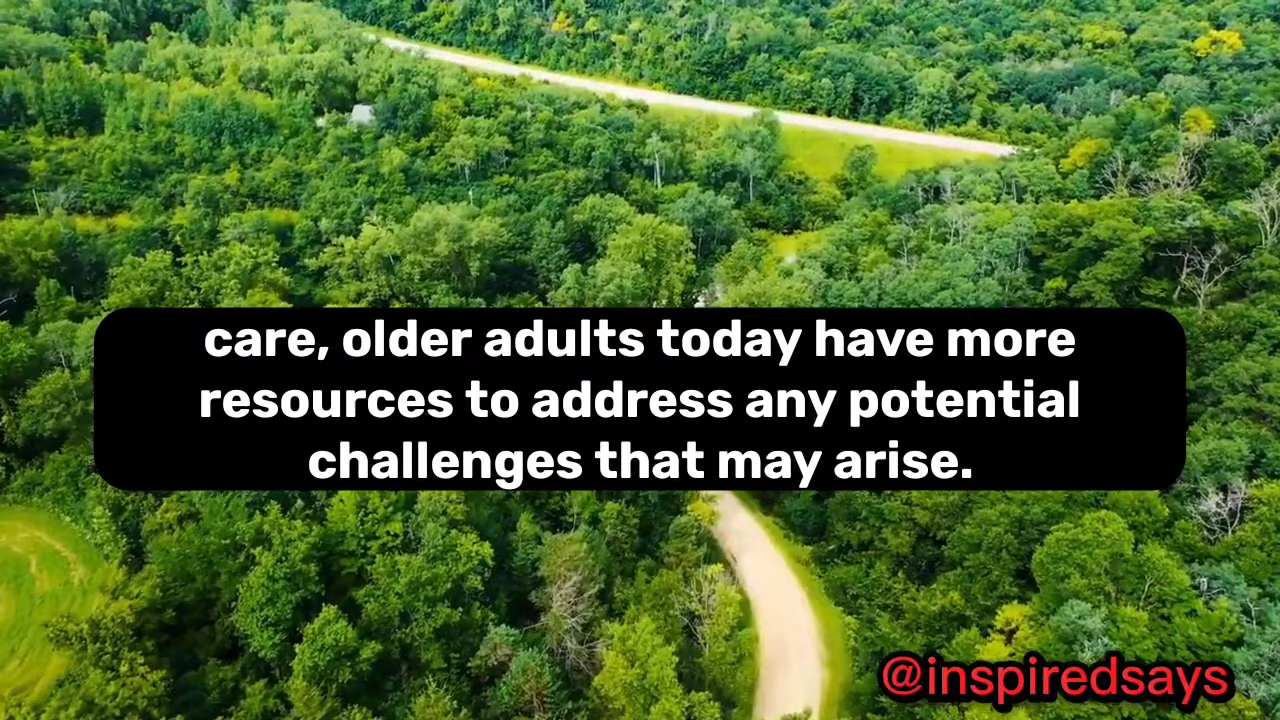 care, older adults today have more
resources to address any potential
challenges that may arise.
@inspiredsays